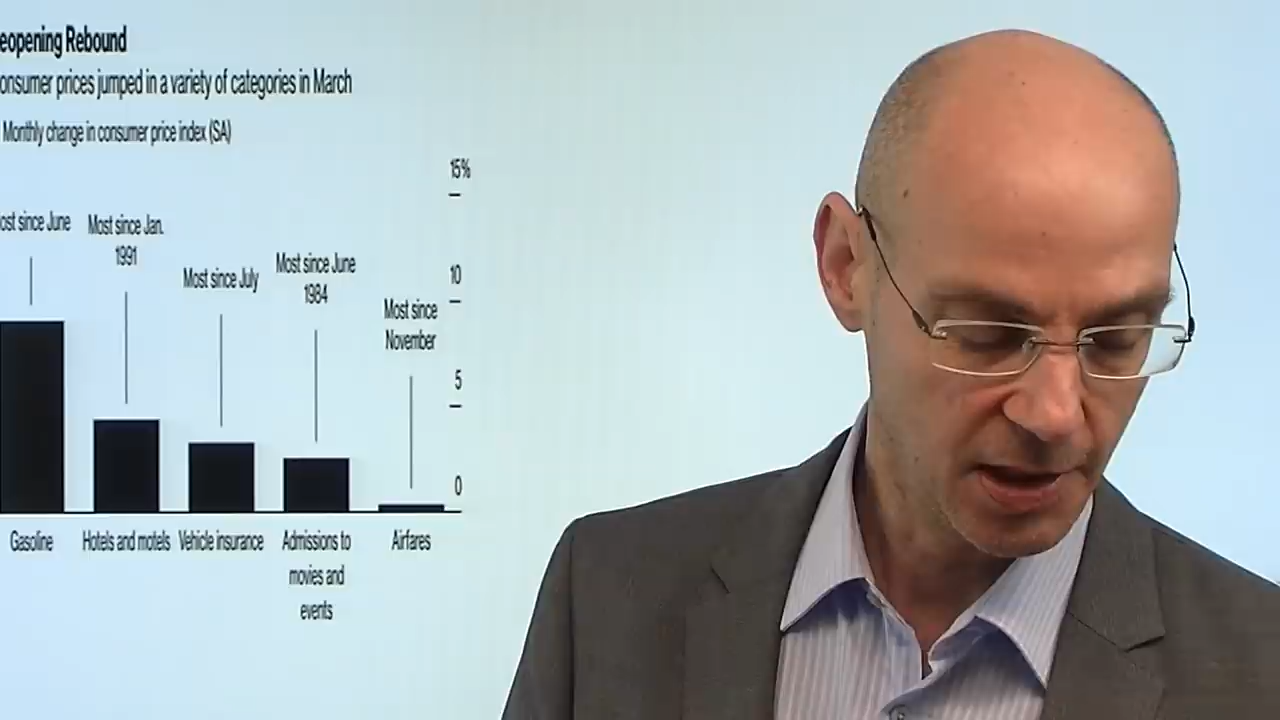 eopening Rebound
onsumer prices jumped in a variety of categories in March
Monthly change in consumer price index (SA)
15%
ost since June
Most since Jan.
1991
Most since July
Most since June
1984
10
Most since
November
5
0
Gasoline
Hotels and motels
Vehicle insurance
Admissions to
movies and
events
Airfares